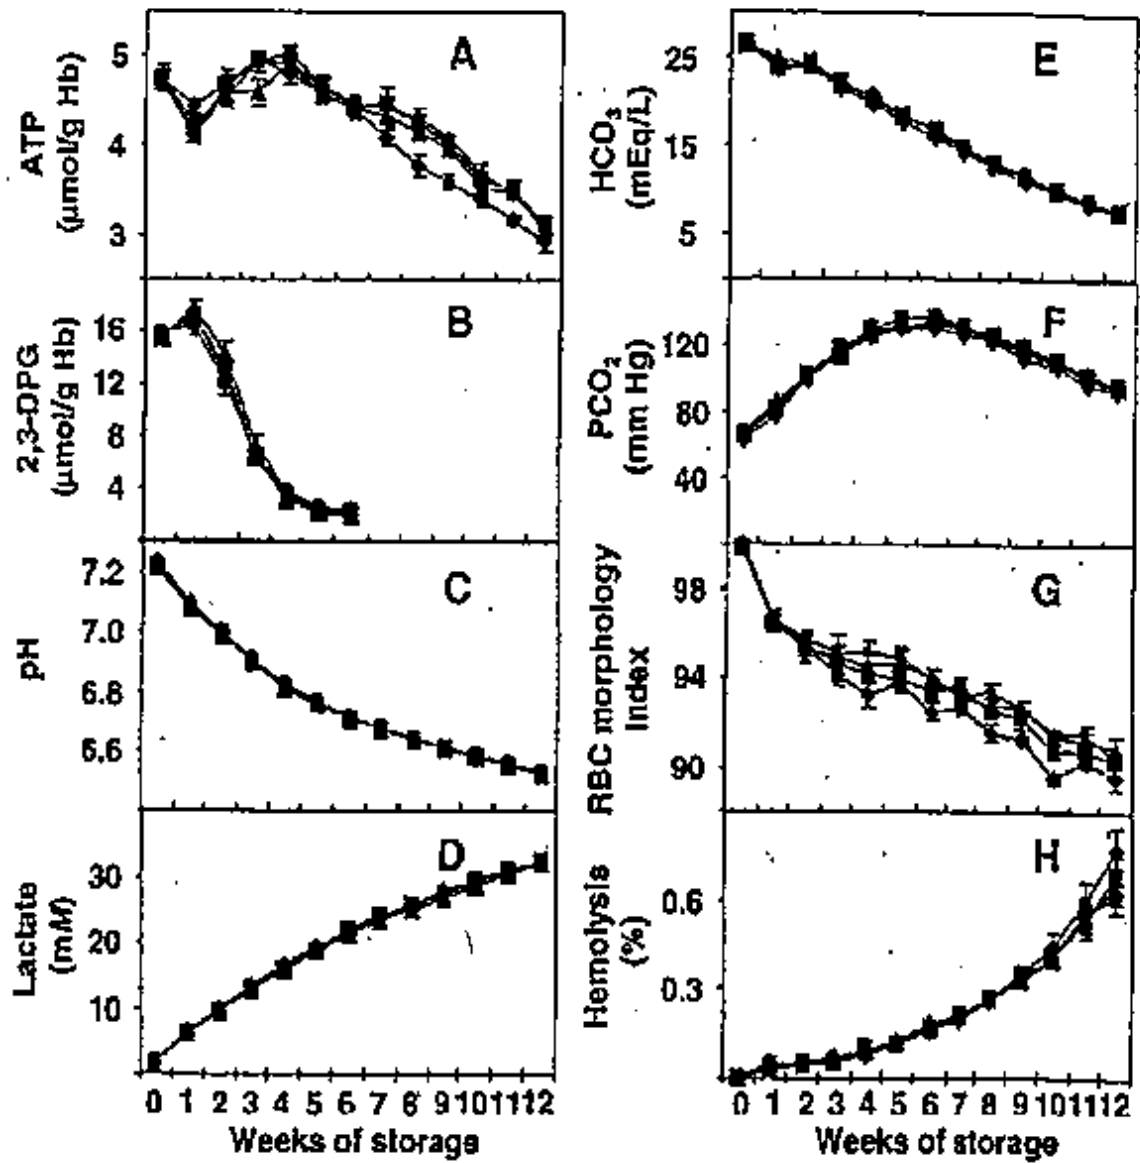 A
ATP
(μmol/g Hb)
5
4
3
B
2,3-DPG
(μmol/g Hb)
16
12
8
4
C
pH
7.2
7.0
6.8
6.6
D
Lactate
(mM)
30
20
10
0 1 2 3 4 5 6 7 8 9 10 11 12
Weeks of storage
E
HCO3
(mEq/L)
25
15
5
F
PCO2
(mm Hg)
120
80
40
G
RBC morphology
Index
98
94
90
H
Hemolysis
(%)
0.6
0.3
0 1 2 3 4 5 6 7 8 9 10 11 12
Weeks of storage